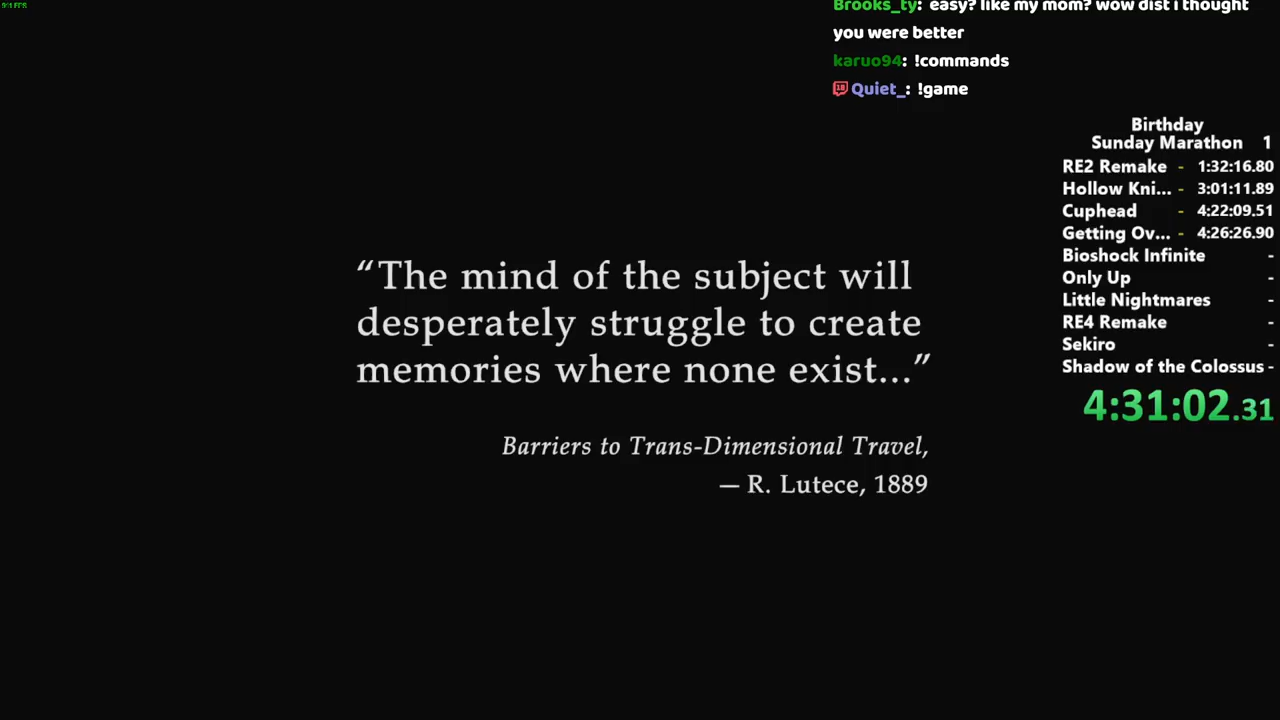 911 FPS
Brooks_ty: easy? like my mom? wow dist i thought
you were better
karuo94: !commands
Quiet_: !game
Birthday
Sunday Marathon 1
RE2 Remake - 1:32:16.80
Hollow Kni... - 3:01:11.89
Cuphead - 4:22:09.51
Getting Ov... - 4:26:26.90
Bioshock Infinite -
Only Up -
Little Nightmares -
RE4 Remake -
Sekiro -
Shadow of the Colossus -
4:31:02.31
“The mind of the subject will
desperately struggle to create
memories where none exist...”
Barriers to Trans-Dimensional Travel,
— R. Lutece, 1889